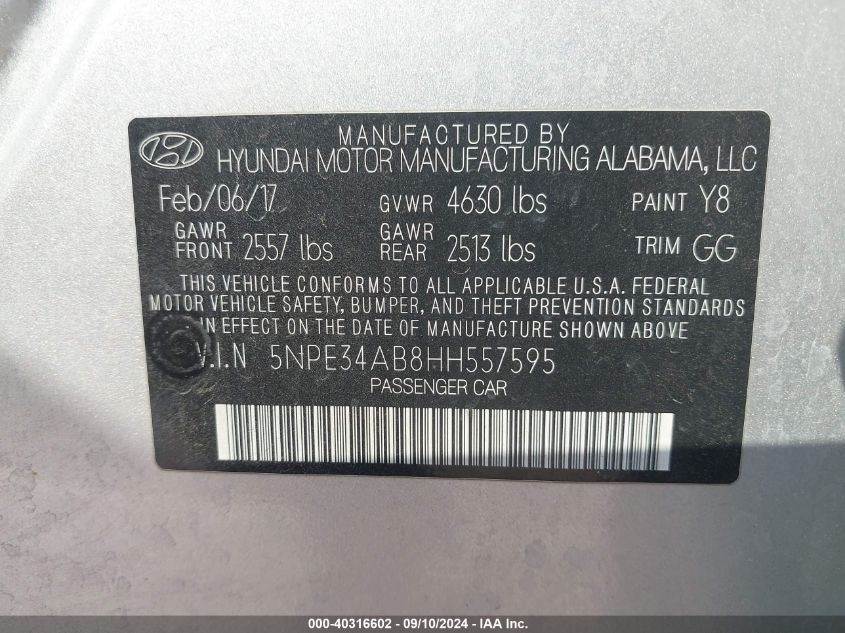 MANUFACTURED BY
HYUNDAI MOTOR MANUFACTURING ALABAMA, LLC
Feb/06/17 GVWR 4630 lbs PAINT Y8
GAWR FRONT 2557 lbs GAWR REAR 2513 lbs TRIM GG
THIS VEHICLE CONFORMS TO ALL APPLICABLE U.S.A. FEDERAL
MOTOR VEHICLE SAFETY, BUMPER, AND THEFT PREVENTION STANDARDS
IN EFFECT ON THE DATE OF MANUFACTURE SHOWN ABOVE
V.I.N 5NPE34AB8HH557595
PASSENGER CAR
000-40316602 - 09/10/2024 - IAA Inc.